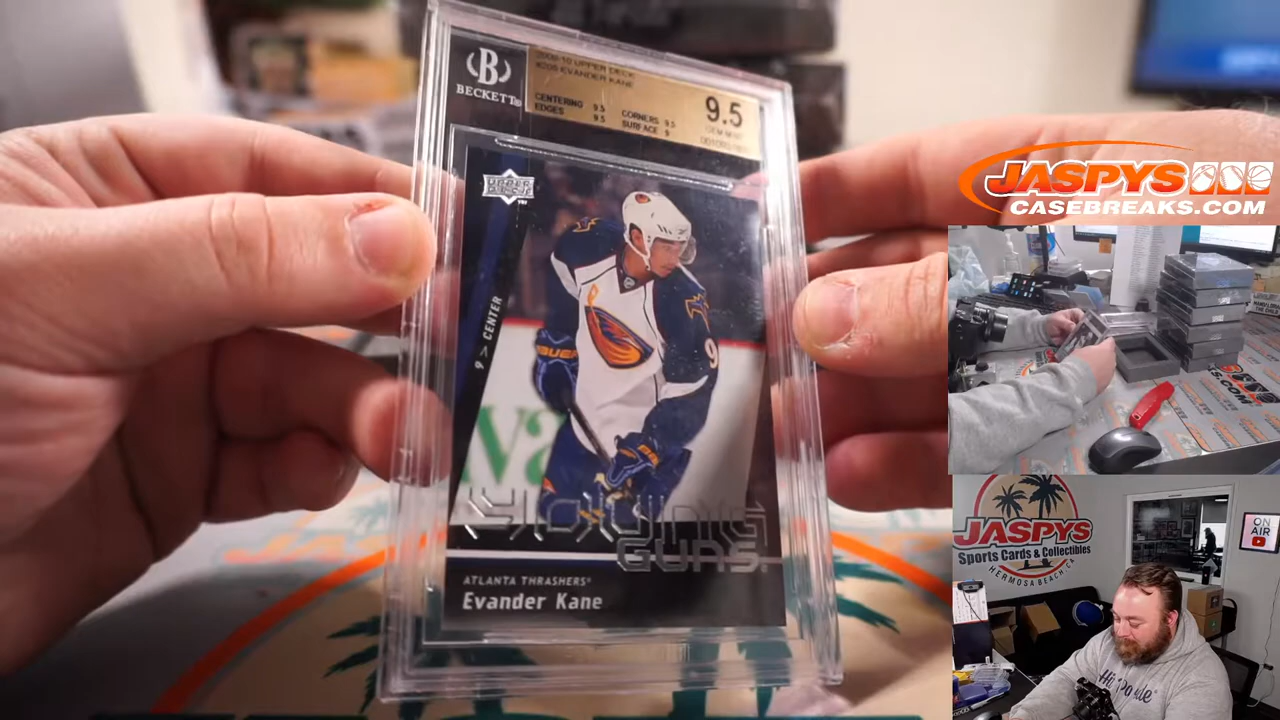 B
BECKETT
2009-10 UPPER DECK
#205 EVANDER KANE
CENTERING 9.5
CORNERS 9.5
EDGES 9.5
SURFACE 9
9.5
GEM MINT
UPPER DECK
9 > CENTER
9
YOUNG
GUNS
ATLANTA THRASHERS
Evander Kane
JASPYS
CASEBREAKS.COM
JASPYS
Sports Cards & Collectibles
HERMOSA BEACH CA
ON
AIR